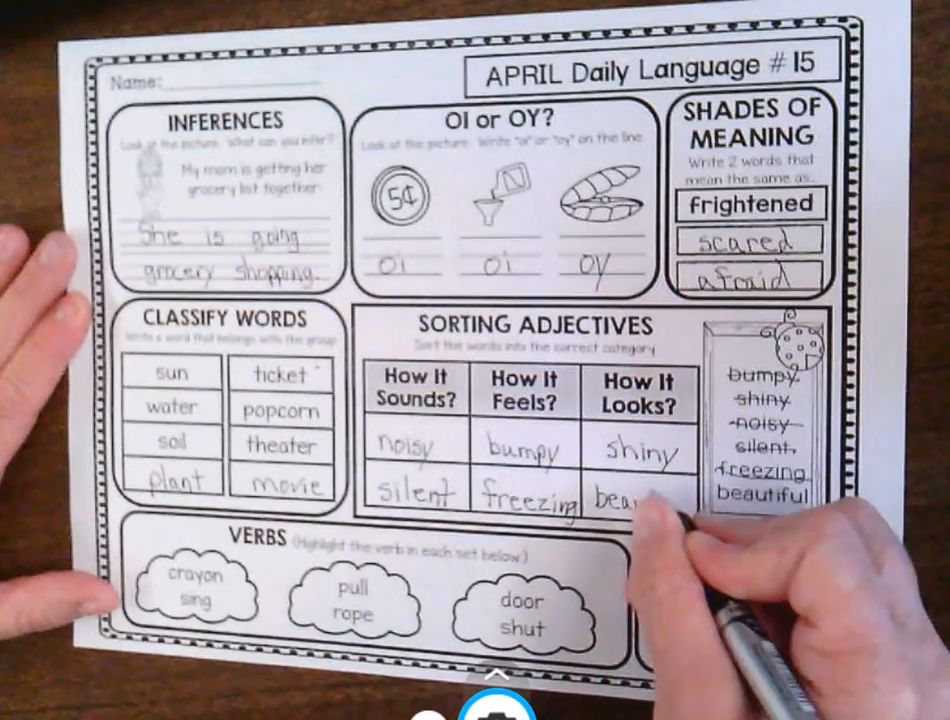 Name:
APRIL Daily Language # 15
INFERENCES
Look at the picture. What can you infer?
My mom is getting her
grocery list together
She is going
grocery shopping.
OI or OY?
Look at the picture. Write "oi" or "oy" on the line
5¢
oi
oi
oy
SHADES OF
MEANING
Write 2 words that
mean the same as...
frightened
scared
afraid
CLASSIFY WORDS
Write a word that belongs with the group
sun
water
soil
plant
ticket
popcorn
theater
movie
SORTING ADJECTIVES
Sort the words into the correct category
How It
Sounds?
How It
Feels?
How It
Looks?
noisy
bumpy
shiny
silent
freezing
beau
bumpy
shiny
noisy
silent
freezing
beautiful
VERBS (Highlight the verb in each set below.)
crayon
sing
pull
rope
door
shut